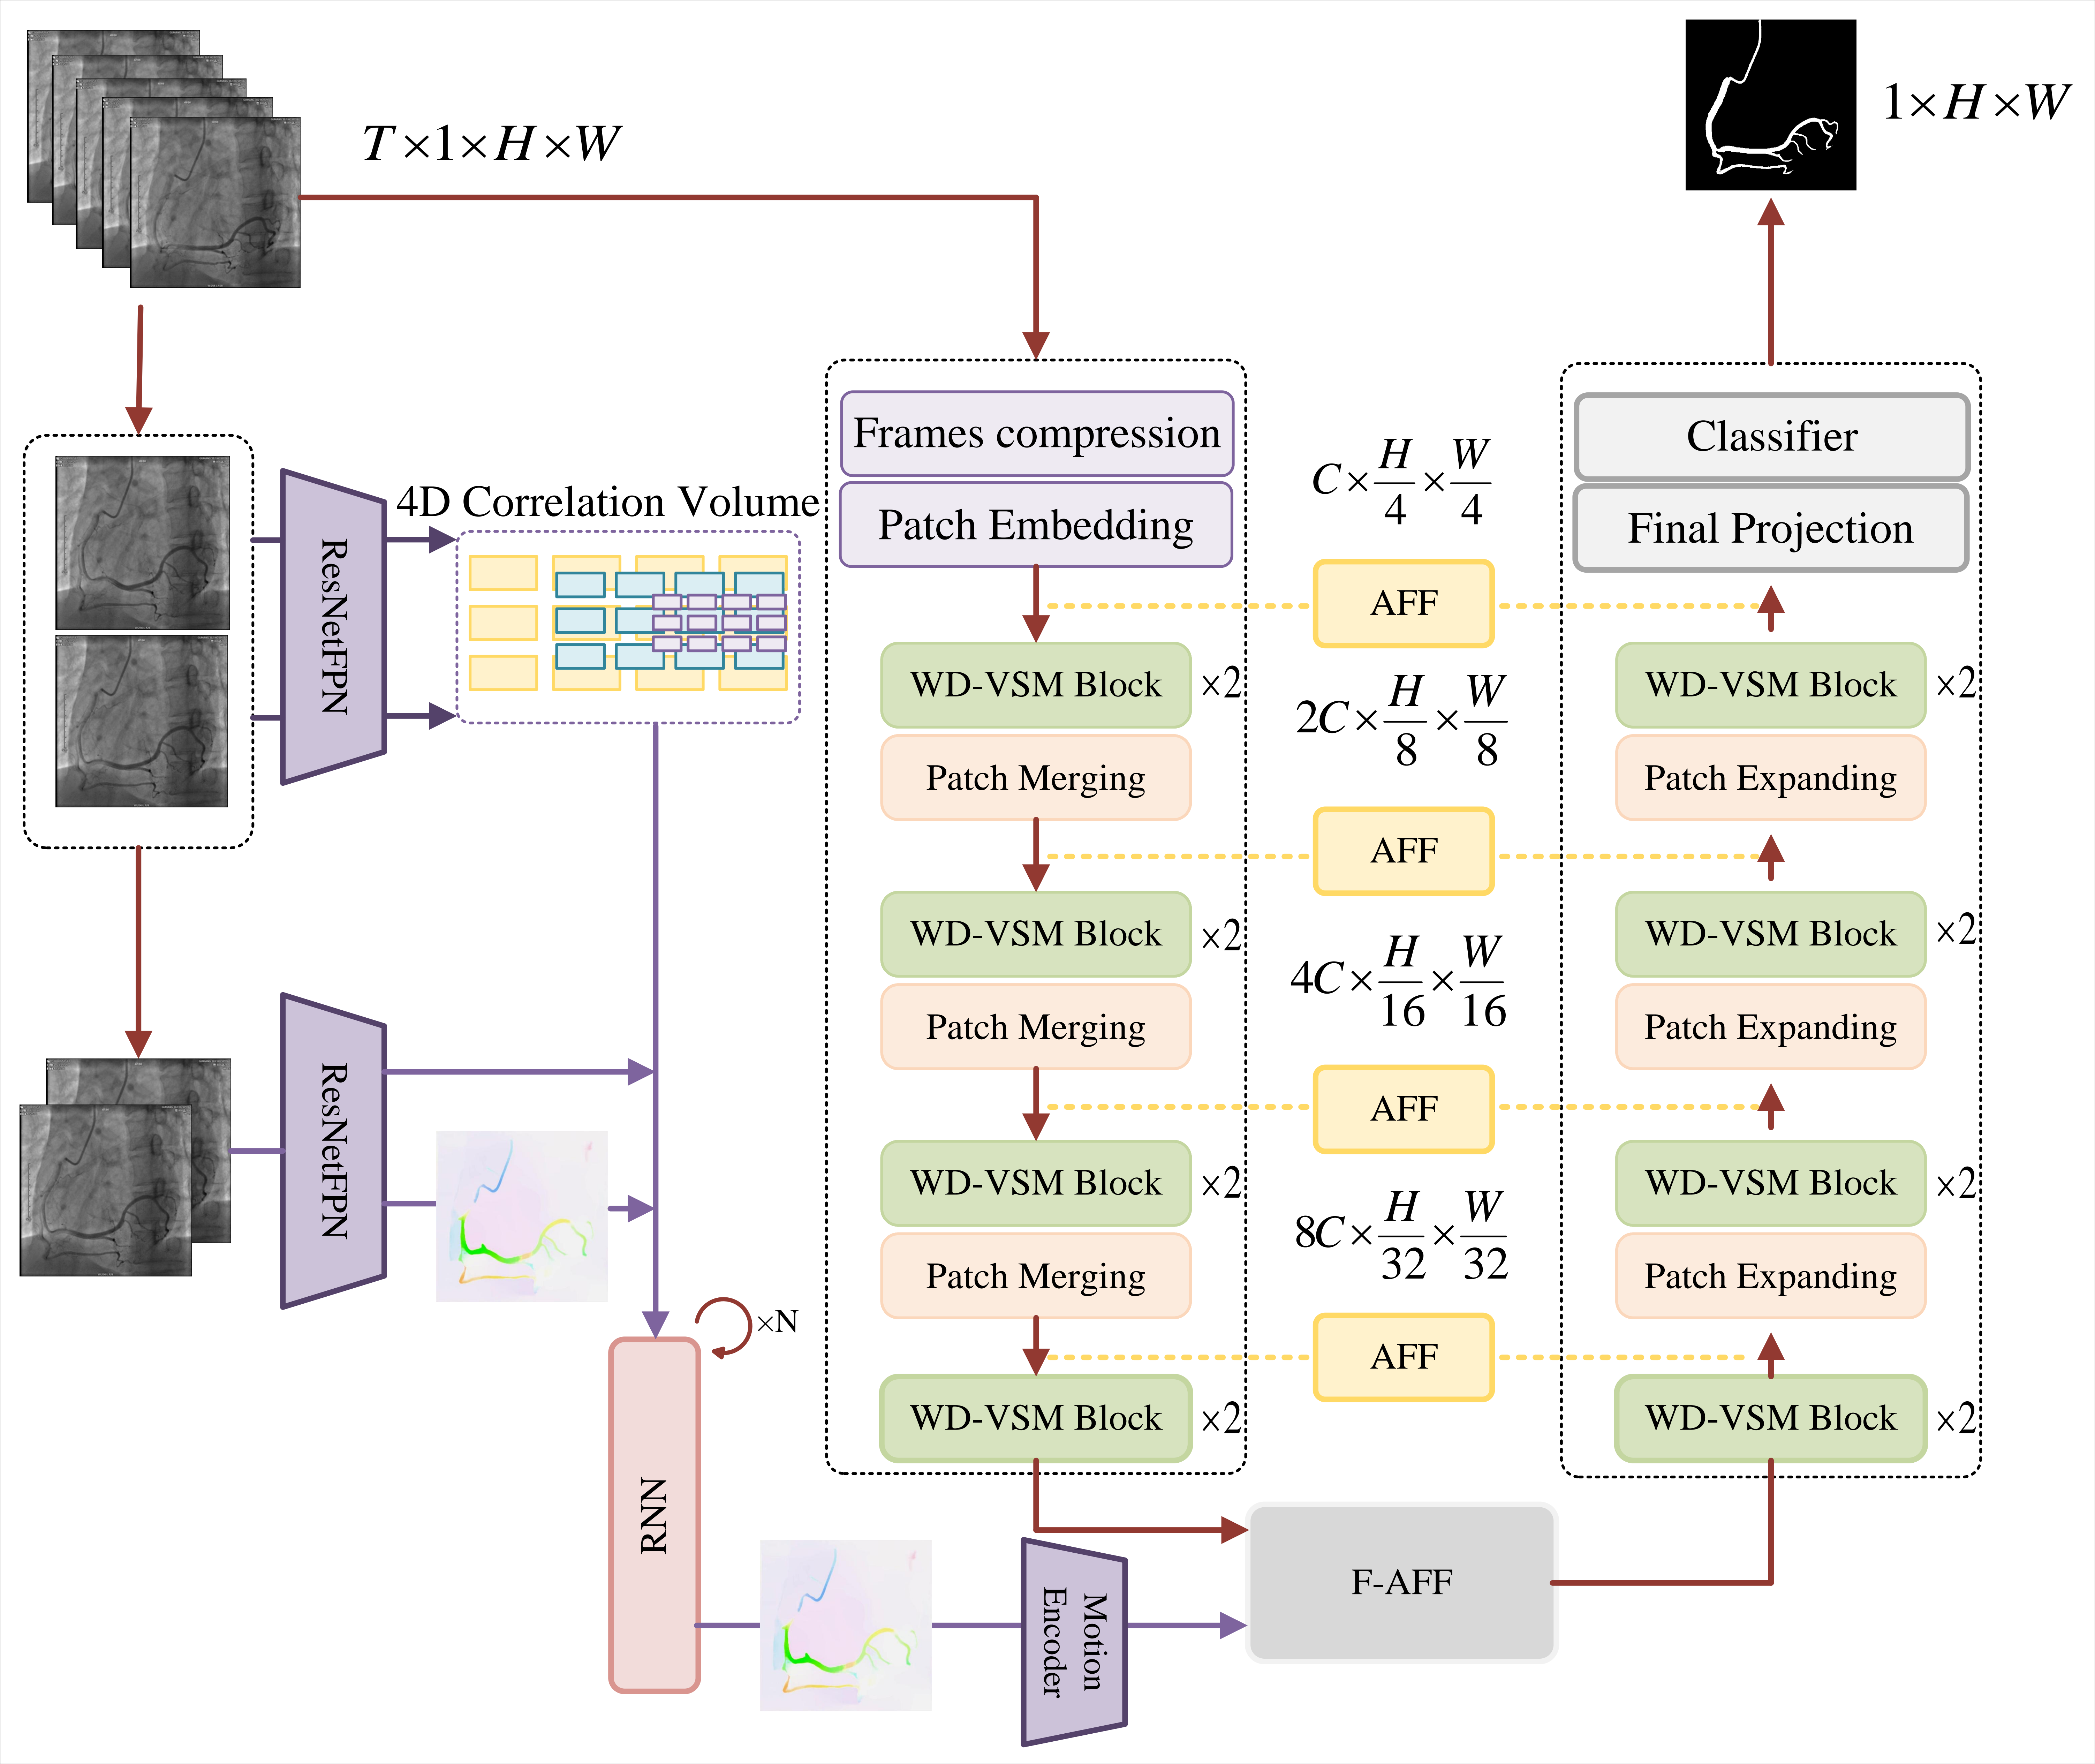 T×1×H×W
1×H×W
4D Correlation Volume
ResNetFPN
ResNetFPN
×N
RNN
Motion
Encoder
Frames compression
Patch Embedding
WD-VSM Block ×2
Patch Merging
WD-VSM Block ×2
Patch Merging
WD-VSM Block ×2
Patch Merging
WD-VSM Block ×2
C×H/4×W/4
AFF
2C×H/8×W/8
AFF
4C×H/16×W/16
AFF
8C×H/32×W/32
AFF
F-AFF
Classifier
Final Projection
WD-VSM Block ×2
Patch Expanding
WD-VSM Block ×2
Patch Expanding
WD-VSM Block ×2
Patch Expanding
WD-VSM Block ×2